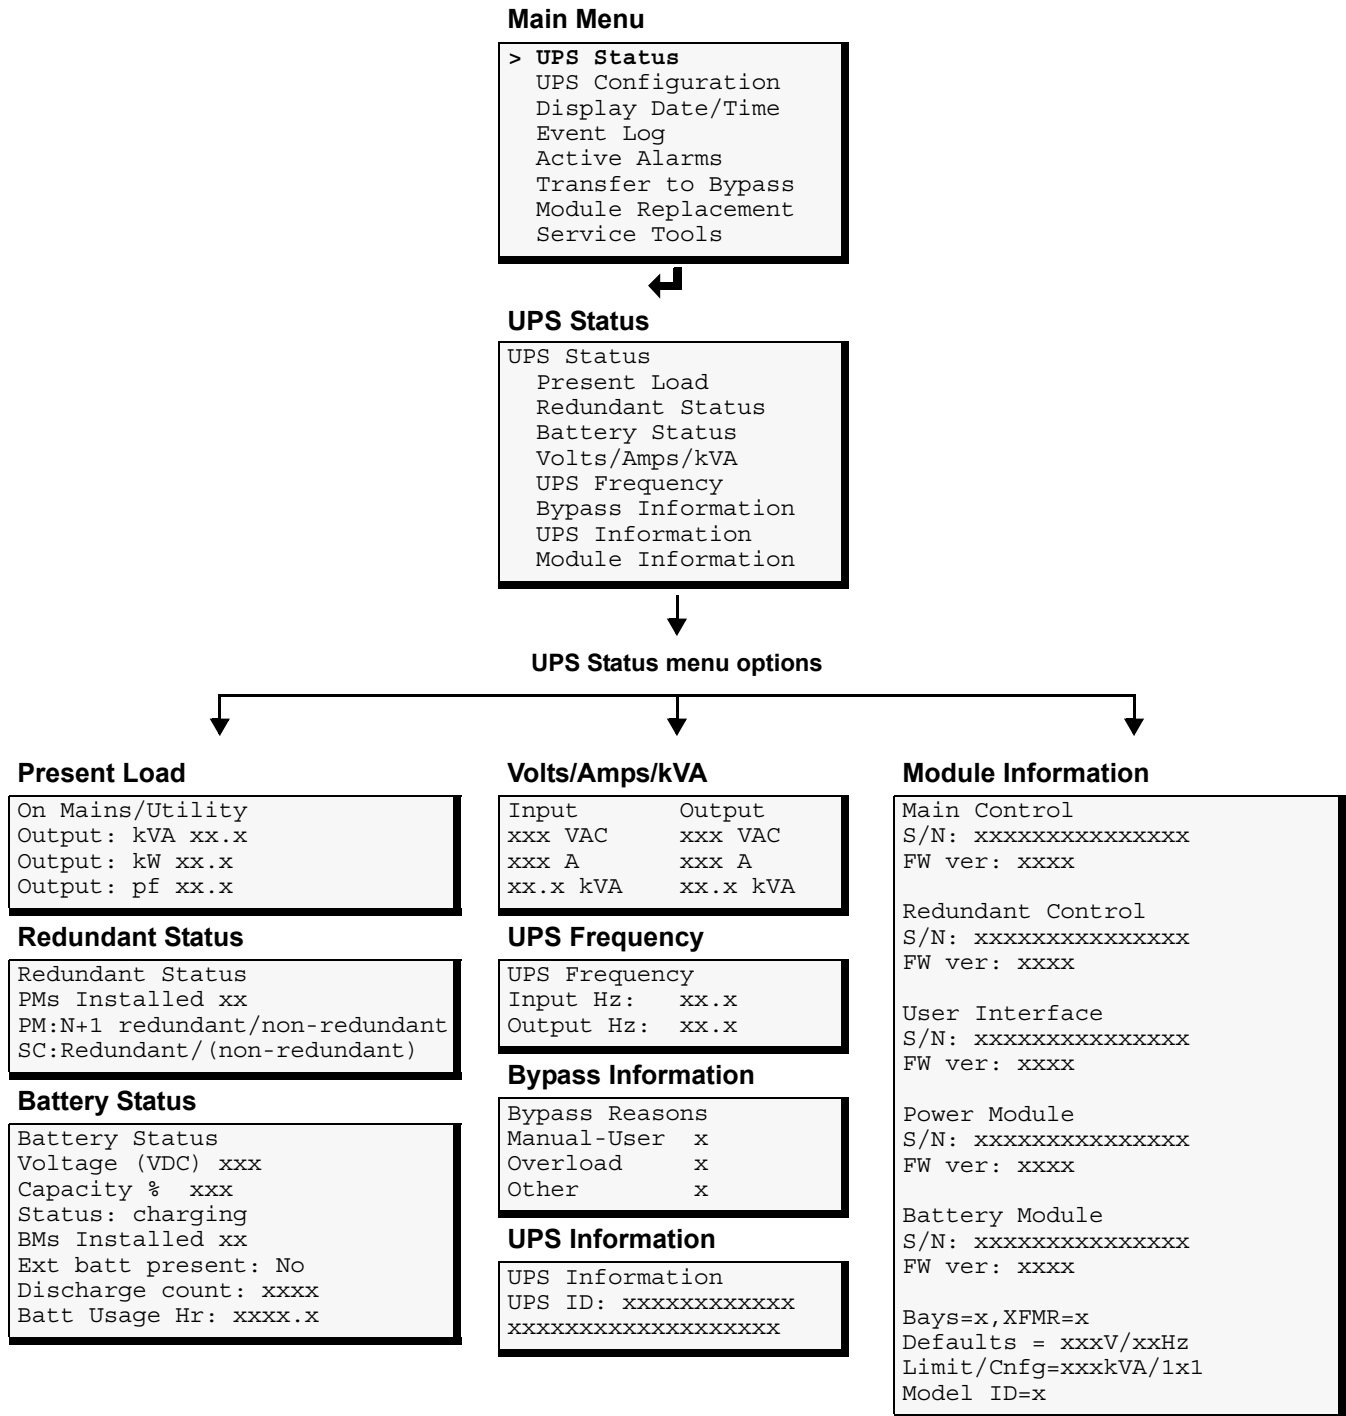 Main Menu
> UPS Status
UPS Configuration
Display Date/Time
Event Log
Active Alarms
Transfer to Bypass
Module Replacement
Service Tools
UPS Status
UPS Status
Present Load
Redundant Status
Battery Status
Volts/Amps/kVA
UPS Frequency
Bypass Information
UPS Information
Module Information
UPS Status menu options
Present Load
On Mains/Utility
Output: kVA xx.x
Output: kW xx.x
Output: pf xx.x
Redundant Status
Redundant Status
PMs Installed xx
PM:N+1 redundant/non-redundant
SC:Redundant/(non-redundant)
Battery Status
Battery Status
Voltage (VDC) xxx
Capacity % xxx
Status: charging
BMs Installed xx
Ext batt present: No
Discharge count: xxxx
Batt Usage Hr: xxxx.x
Volts/Amps/kVA
Input Output
xxx VAC xxx VAC
xxx A xxx A
xx.x kVA xx.x kVA
UPS Frequency
UPS Frequency
Input Hz: xx.x
Output Hz: xx.x
Bypass Information
Bypass Reasons
Manual-User x
Overload x
Other x
UPS Information
UPS Information
UPS ID: xxxxxxxxxxxx
xxxxxxxxxxxxxxxxxxx
Module Information
Main Control
S/N: xxxxxxxxxxxxxxx
FW ver: xxxx
Redundant Control
S/N: xxxxxxxxxxxxxxx
FW ver: xxxx
User Interface
S/N: xxxxxxxxxxxxxxx
FW ver: xxxx
Power Module
S/N: xxxxxxxxxxxxxxx
FW ver: xxxx
Battery Module
S/N: xxxxxxxxxxxxxxx
FW ver: xxxx
Bays=x,XFMR=x
Defaults = xxxV/xxHz
Limit/Cnfg=xxxkVA/1x1
Model ID=x